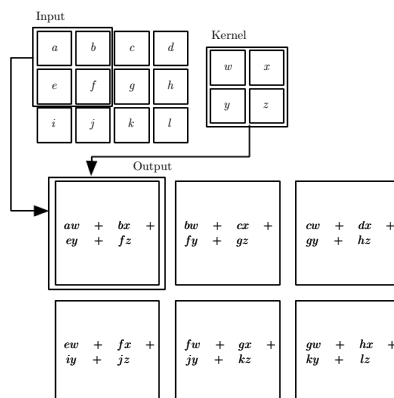 Input
a b c d
Kernel
w x
e f g h
y z
i j k l
Output
aw + bx +
ey + fz
bw + cx +
fy + gz
cw + dx +
gy + hz
ew + fx +
iy + jz
fw + gx +
jy + kz
gw + hx +
ky + lz